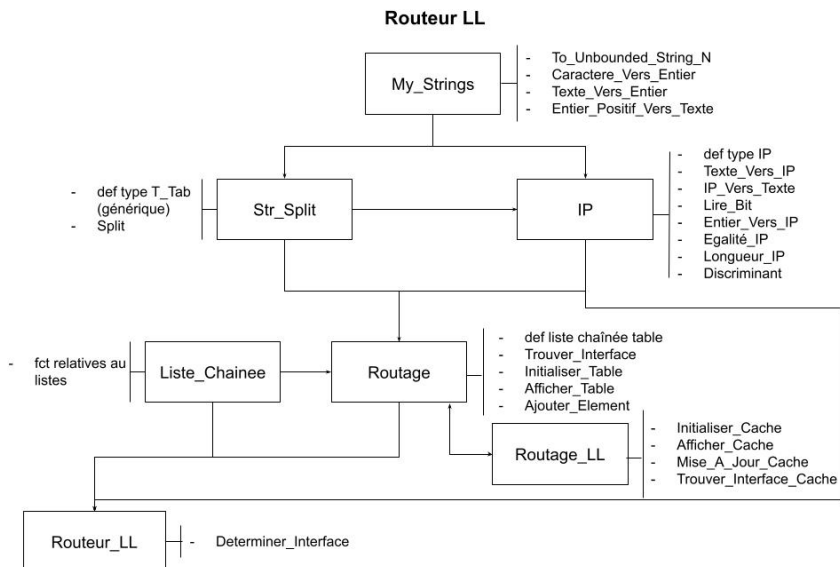 Routeur LL
My_Strings
- To_Unbounded_String_N
- Caractere_Vers_Entier
- Texte_Vers_Entier
- Entier_Positif_Vers_Texte
- def type T_Tab
(générique)
- Split
Str_Split
IP
- def type IP
- Texte_Vers_IP
- IP_Vers_Texte
- Lire_Bit
- Entier_Vers_IP
- Egalité_IP
- Longueur_IP
- Discriminant
- fct relatives au
listes
Liste_Chainee
Routage
- def liste chaînée table
- Trouver_Interface
- Initialiser_Table
- Afficher_Table
- Ajouter_Element
Routage_LL
- Initialiser_Cache
- Afficher_Cache
- Mise_A_Jour_Cache
- Trouver_Interface_Cache
Routeur_LL
- Determiner_Interface